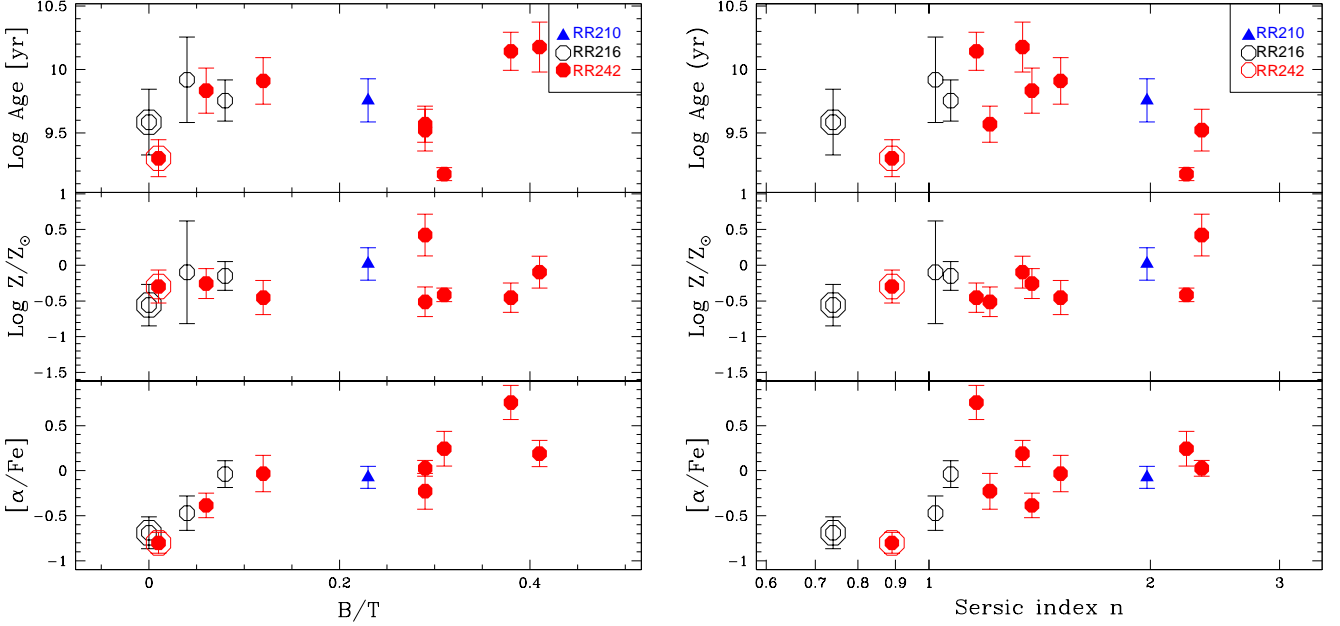 10.5
10
9.5
Log Age [yr]
RR210
RR216
RR242
1
0.5
0
−0.5
−1
−1.5
Log Z/Z⊙
0.5
0
−0.5
−1
[α/Fe]
0 0.2 0.4
B/T
10.5
10
9.5
Log Age (yr)
RR210
RR216
RR242
1
0.5
0
−0.5
−1
−1.5
Log Z/Z⊙
0.5
0
−0.5
−1
[α/Fe]
0.6 0.7 0.8 0.9 1 2 3
Sersic index n